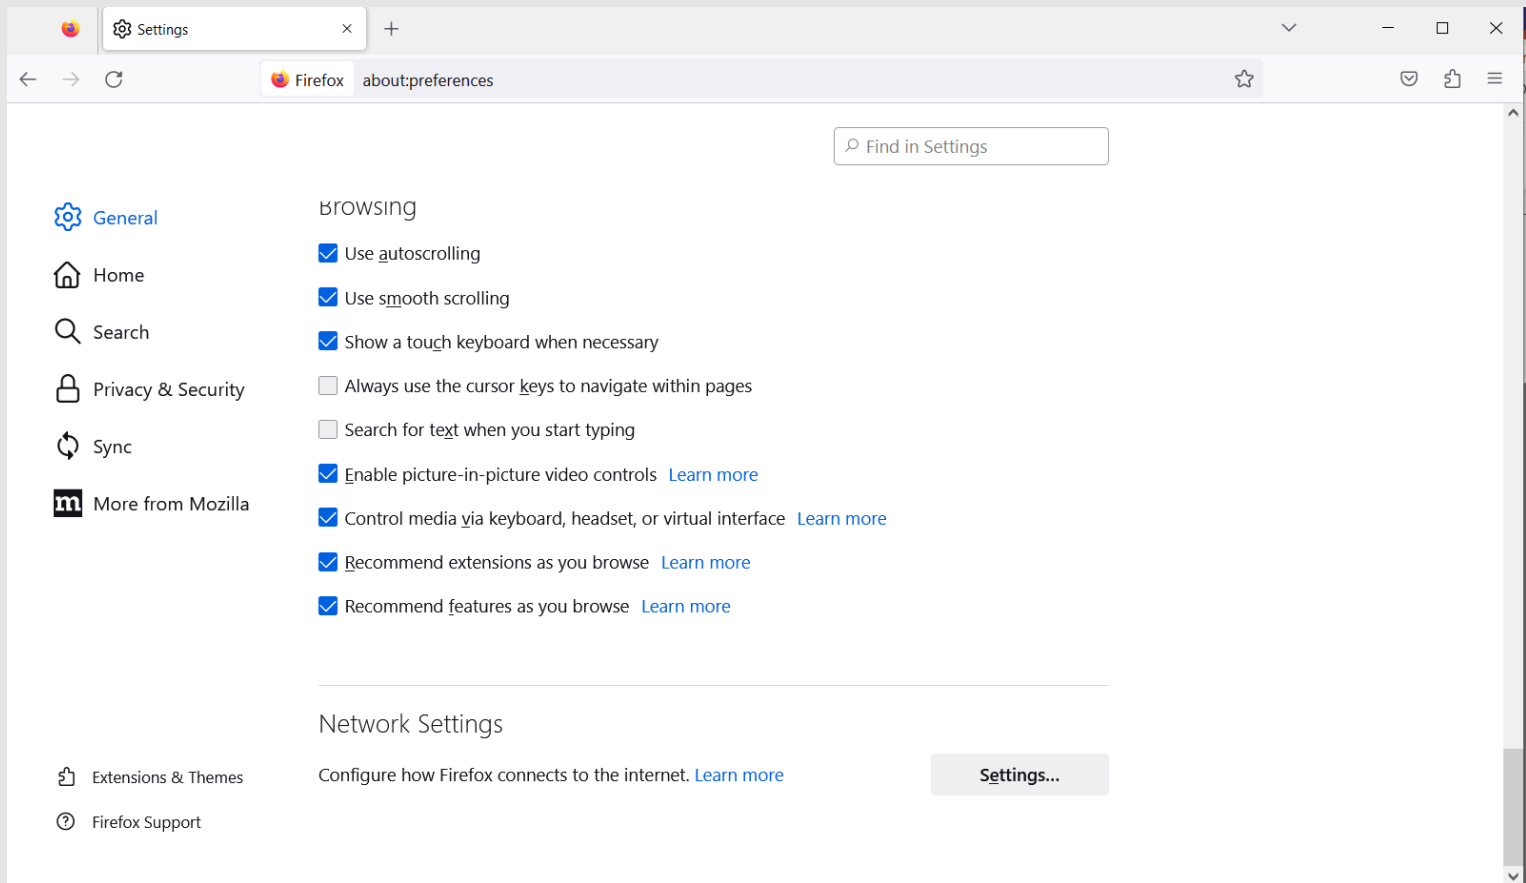 Settings
Firefox about:preferences
Find in Settings
General
Home
Search
Privacy & Security
Sync
More from Mozilla
Extensions & Themes
Firefox Support
Browsing
Use autoscrolling
Use smooth scrolling
Show a touch keyboard when necessary
Always use the cursor keys to navigate within pages
Search for text when you start typing
Enable picture-in-picture video controls Learn more
Control media via keyboard, headset, or virtual interface Learn more
Recommend extensions as you browse Learn more
Recommend features as you browse Learn more
Network Settings
Configure how Firefox connects to the internet. Learn more
Settings...